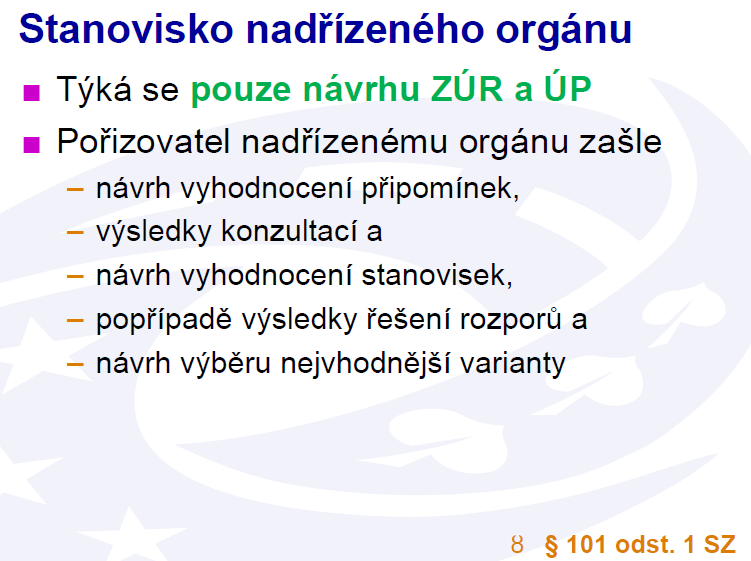 Stanovisko nadřízeného orgánu
■ Týká se pouze návrhu ZÚR a ÚP
■ Pořizovatel nadřízenému orgánu zašle
– návrh vyhodnocení připomínek,
– výsledky konzultací a
– návrh vyhodnocení stanovisek,
– popřípadě výsledky řešení rozporů a
– návrh výběru nejvhodnější varianty
8 § 101 odst. 1 SZ